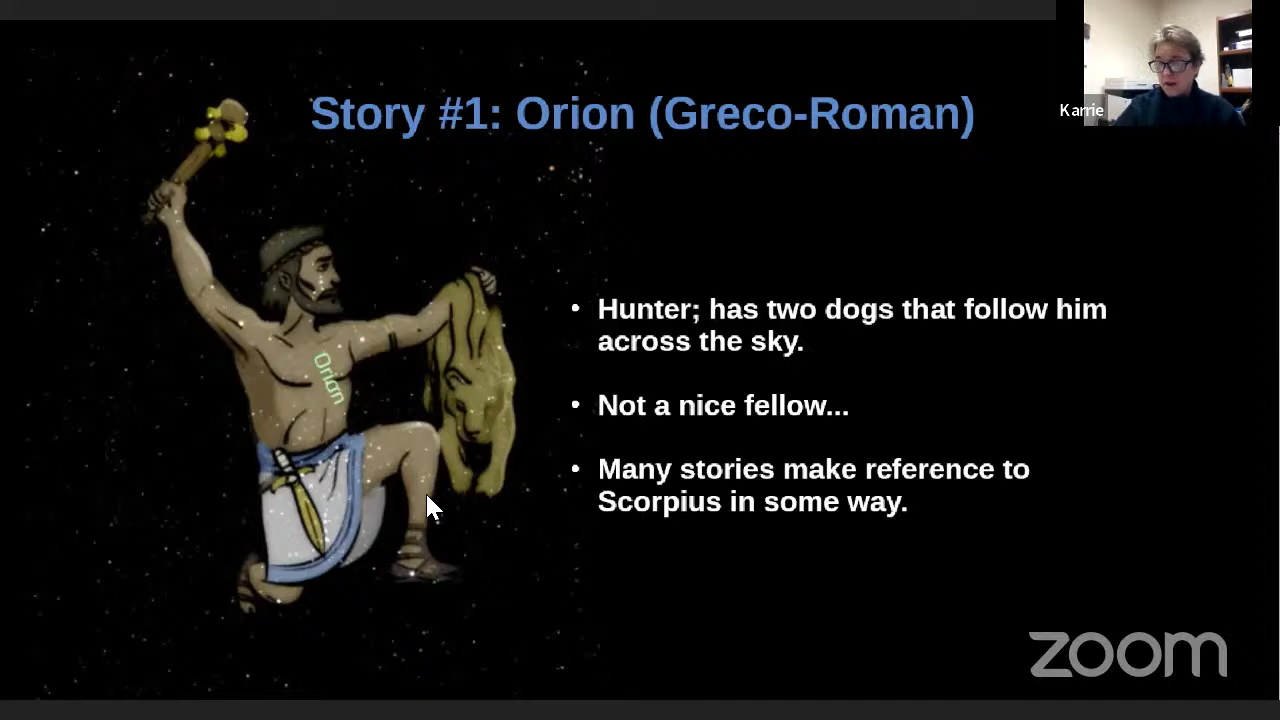 Story #1: Orion (Greco-Roman)
Karrie
Orion
• Hunter; has two dogs that follow him
across the sky.
• Not a nice fellow...
• Many stories make reference to
Scorpius in some way.
zoom